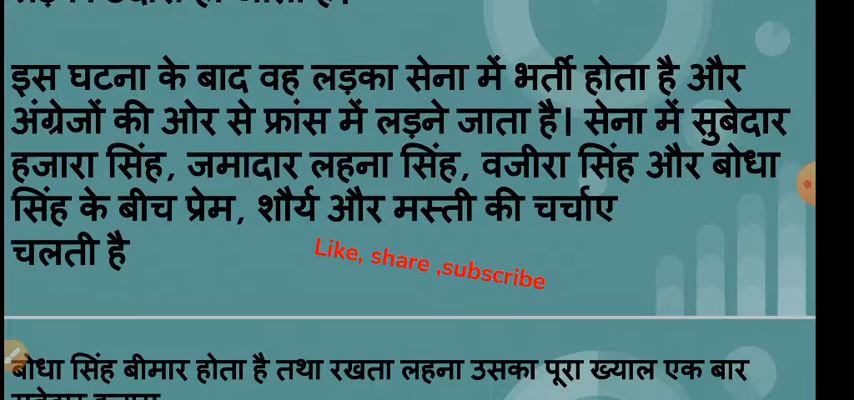 इस घटना के बाद वह लड़का सेना में भर्ती होता है और
अंग्रेजों की ओर से फ्रांस में लड़ने जाता है| सेना में सुबेदार
हजारा सिंह, जमादार लहना सिंह, वजीरा सिंह और बोधा
सिंह के बीच प्रेम, शौर्य और मस्ती की चर्चाए
चलती है
Like, share ,subscribe
बोधा सिंह बीमार होता है तथा रखता लहना उसका पूरा ख्याल एक बार